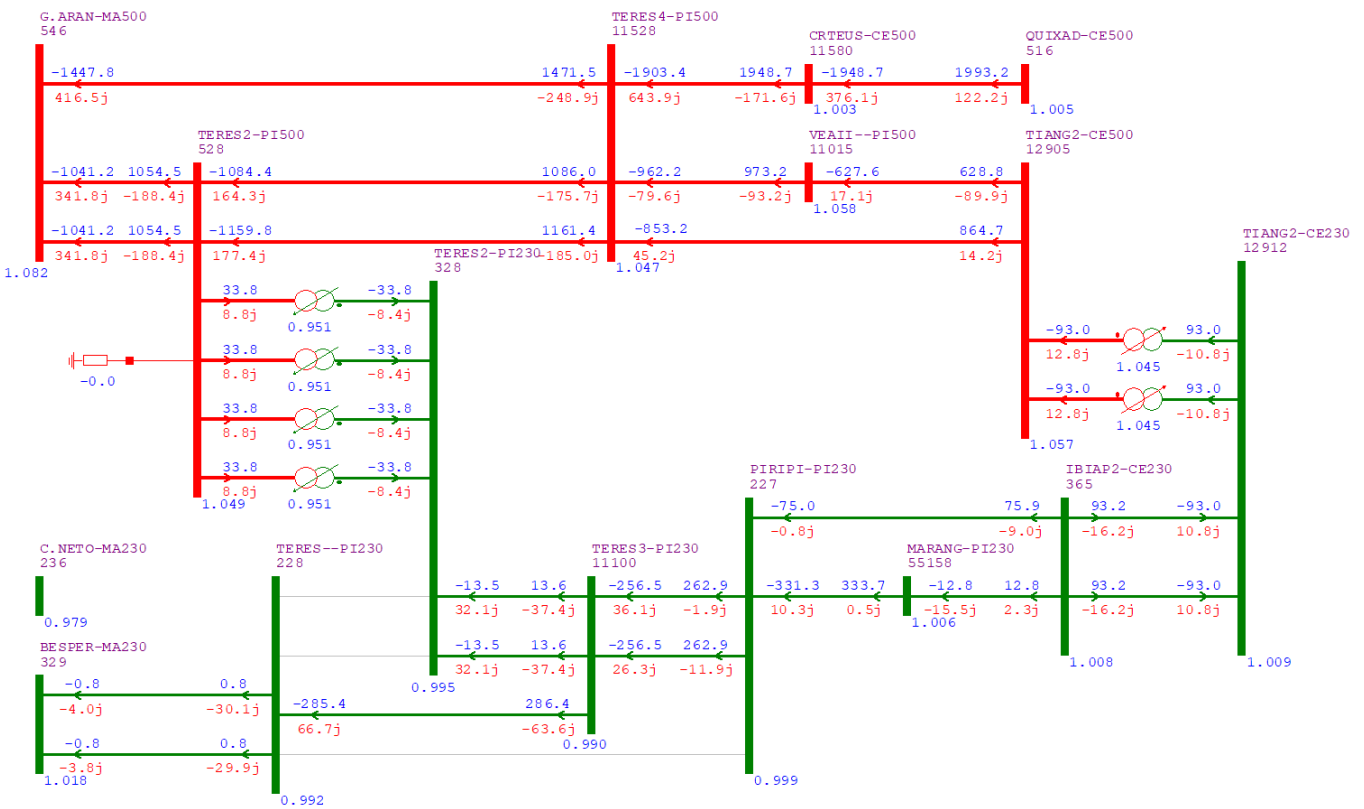 G.ARAN-MA500
546
TERES4-PI500
11528
CRTEUS-CE500
11580
QUIXAD-CE500
516
-1447.8
1471.5
-1903.4
1948.7
-1948.7
1993.2
416.5j
-248.9j
643.9j
-171.6j
376.1j
122.2j
1.003
1.005
TERES2-PI500
528
VEAII--PI500
11015
TIANG2-CE500
12905
-1041.2
1054.5
-1084.4
1086.0
-962.2
973.2
-627.6
628.8
341.8j
-188.4j
164.3j
-175.7j
-79.6j
-93.2j
17.1j
-89.9j
1.058
-1041.2
1054.5
-1159.8
1161.4
-853.2
864.7
341.8j
-188.4j
177.4j
-185.0j
45.2j
14.2j
1.082
1.047
TERES2-PI230
328
TIANG2-CE230
12912
33.8
-33.8
8.8j
-8.4j
0.951
33.8
-33.8
8.8j
-8.4j
0.951
-0.0
33.8
-33.8
8.8j
-8.4j
0.951
33.8
-33.8
8.8j
-8.4j
0.951
1.049
-93.0
93.0
12.8j
-10.8j
1.045
-93.0
93.0
12.8j
-10.8j
1.045
1.057
PIRIPI-PI230
227
IBIAP2-CE230
365
-75.0
75.9
93.2
-93.0
-0.8j
-9.0j
-16.2j
10.8j
C.NETO-MA230
236
TERES--PI230
228
TERES3-PI230
11100
MARANG-PI230
55158
-13.5
13.6
-256.5
262.9
-331.3
333.7
-12.8
12.8
93.2
-93.0
32.1j
-37.4j
36.1j
-1.9j
10.3j
0.5j
-15.5j
2.3j
-16.2j
10.8j
0.979
1.006
BESPER-MA230
329
-13.5
13.6
-256.5
262.9
32.1j
-37.4j
26.3j
-11.9j
1.008
1.009
0.995
-0.8
0.8
-4.0j
-30.1j
-285.4
286.4
66.7j
-63.6j
0.990
-0.8
0.8
-3.8j
-29.9j
1.018
0.999
0.992